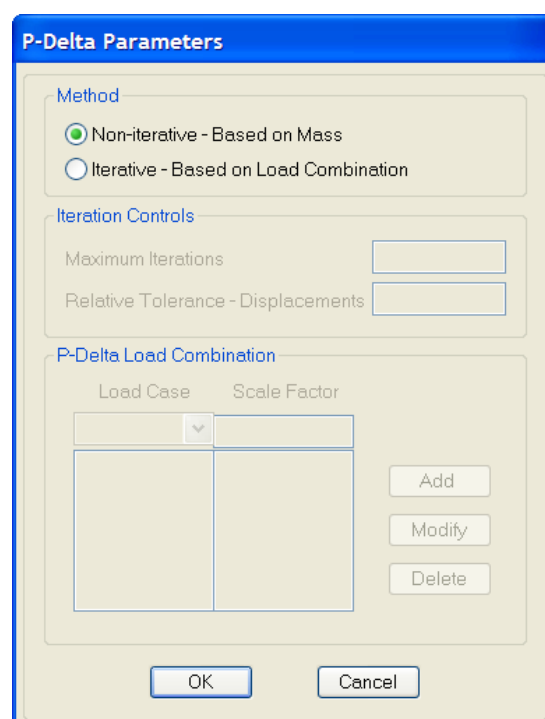 P-Delta Parameters
Method
Non-iterative - Based on Mass
Iterative - Based on Load Combination
Iteration Controls
Maximum Iterations
Relative Tolerance - Displacements
P-Delta Load Combination
Load Case Scale Factor
Add
Modify
Delete
OK Cancel